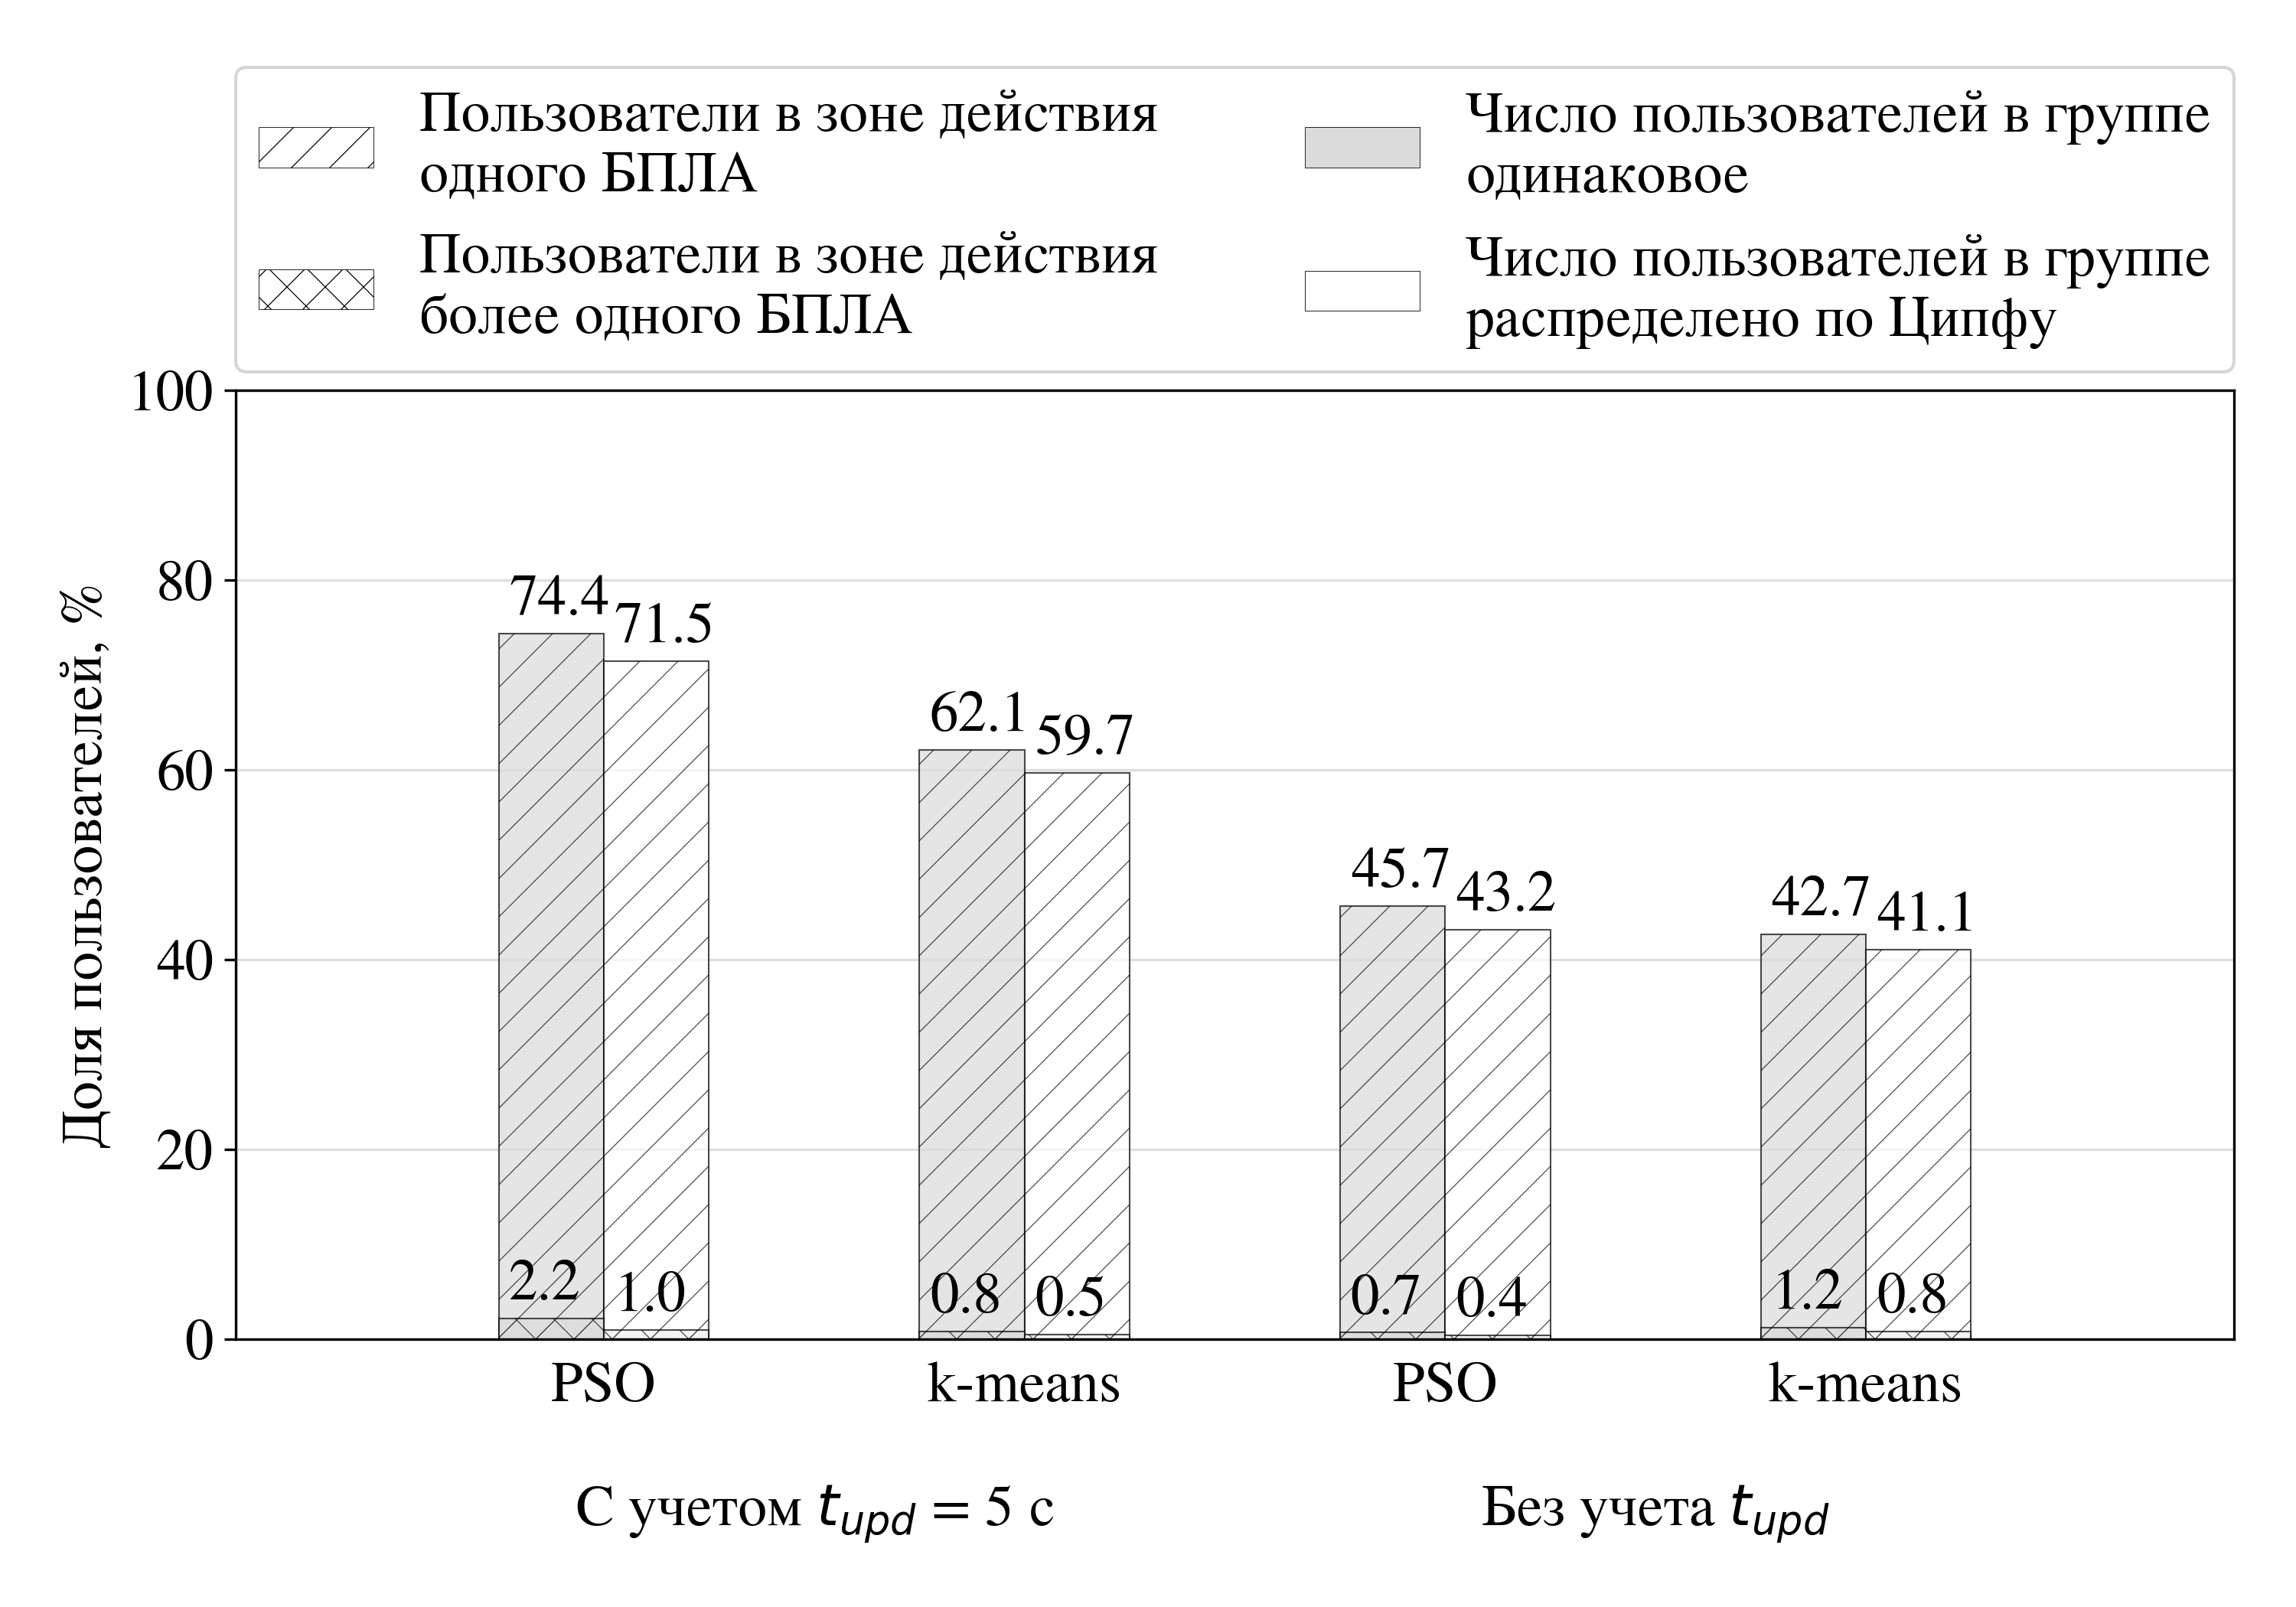 Пользователи в зоне действия
одного БПЛА
Пользователи в зоне действия
более одного БПЛА
Число пользователей в группе
одинаковое
Число пользователей в группе
распределено по Ципфу
Доля пользователей, %
100
80
60
40
20
0
74.4
71.5
62.1
59.7
45.7
43.2
42.7
41.1
2.2
1.0
0.8
0.5
0.7
0.4
1.2
0.8
PSO
k-means
PSO
k-means
С учетом t_upd = 5 с
Без учета t_upd